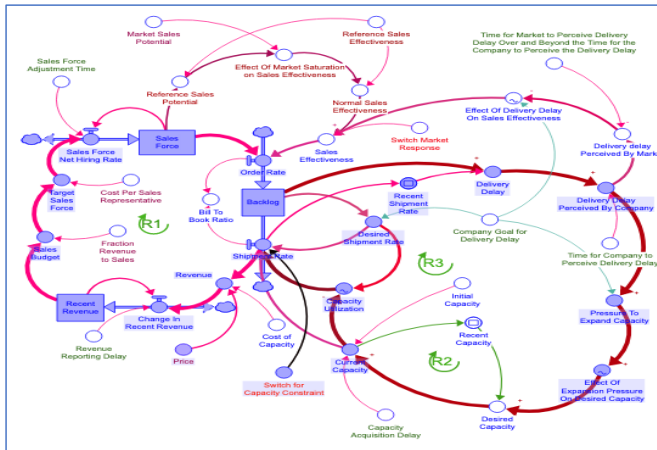 Market Sales
Potential
Reference Sales
Effectiveness
Time for Market to Perceive Delivery
Delay Over and Beyond the Time for the
Company to Perceive the Delivery Delay
Sales Force
Adjustment Time
Effect Of Market Saturation
on Sales Effectiveness
Reference Sales
Potential
Normal Sales
Effectiveness
Effect Of Delivery Delay
On Sales Effectiveness
Sales Force
Net Hiring Rate
Sales
Force
Switch Market
Response
Sales
Effectiveness
Delivery delay
Perceived By Mark
Order Rate
Target
Sales Force
Cost Per Sales
Representative
Backlog
Recent
Shipment Rate
Delivery
Delay
Delivery Delay
Perceived By Company
R1
Bill To
Book Ratio
Desired
Shipment Rate
Company Goal for
Delivery Delay
Fraction
Revenue
to Sales
Sales
Budget
Shipment Rate
R3
Time for Company to
Perceive Delivery Delay
Revenue
Capacity
Utilization
Initial
Capacity
Pressure To
Expand Capacity
Recent
Revenue
Change In
Recent Revenue
Cost of
Capacity
Recent
Capacity
Revenue
Reporting Delay
Price
Current
Capacity
R2
Switch for
Capacity Constraint
Effect Of
Expansion Pressure
On Desired Capacity
Desired
Capacity
Capacity
Acquisition Delay